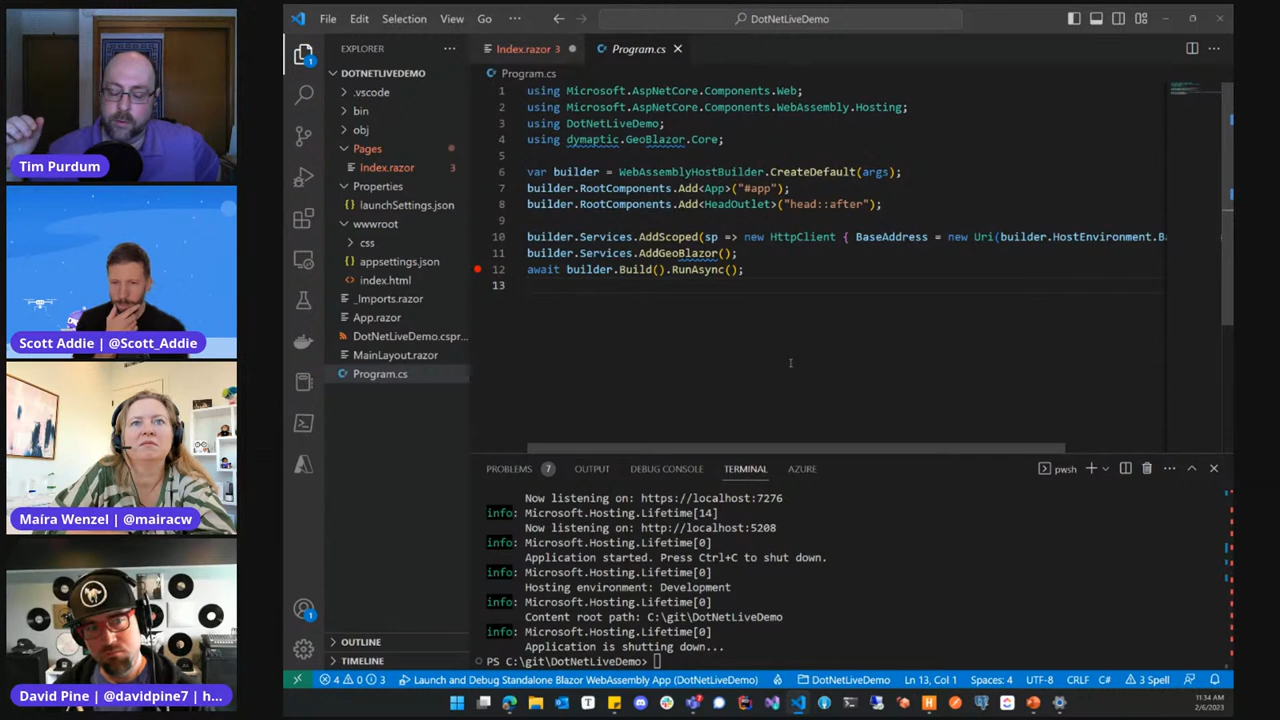 Tim Purdum
Scott Addie | @Scott_Addie
Maíra Wenzel | @mairacw
David Pine | @davidpine7 | h...
File Edit Selection View Go ...
DotNetLiveDemo
EXPLORER
DOTNETLIVEDEMO
.vscode
bin
obj
Pages
Index.razor 3
Properties
launchSettings.json
wwwroot
css
appsettings.json
index.html
_Imports.razor
App.razor
DotNetLiveDemo.cspr...
MainLayout.razor
Program.cs
OUTLINE
TIMELINE
Index.razor 3
Program.cs
Program.cs
1 using Microsoft.AspNetCore.Components.Web;
2 using Microsoft.AspNetCore.Components.WebAssembly.Hosting;
3 using DotNetLiveDemo;
4 using dymaptic.GeoBlazor.Core;
5
6 var builder = WebAssemblyHostBuilder.CreateDefault(args);
7 builder.RootComponents.Add<App>("#app");
8 builder.RootComponents.Add<HeadOutlet>("head::after");
9
10 builder.Services.AddScoped(sp => new HttpClient { BaseAddress = new Uri(builder.HostEnvironment.Ba
11 builder.Services.AddGeoBlazor();
12 await builder.Build().RunAsync();
13
PROBLEMS 7 OUTPUT DEBUG CONSOLE TERMINAL AZURE
pwsh
Now listening on: https://localhost:7276
info: Microsoft.Hosting.Lifetime[14]
Now listening on: http://localhost:5208
info: Microsoft.Hosting.Lifetime[0]
Application started. Press Ctrl+C to shut down.
info: Microsoft.Hosting.Lifetime[0]
Hosting environment: Development
info: Microsoft.Hosting.Lifetime[0]
Content root path: C:\git\DotNetLiveDemo
info: Microsoft.Hosting.Lifetime[0]
Application is shutting down...
PS C:\git\DotNetLiveDemo>
4 0 3 Launch and Debug Standalone Blazor WebAssembly App (DotNetLiveDemo) DotNetLiveDemo Ln 13, Col 1 Spaces: 4 UTF-8 CRLF C# 3 Spell
11:34 AM
2/6/2023